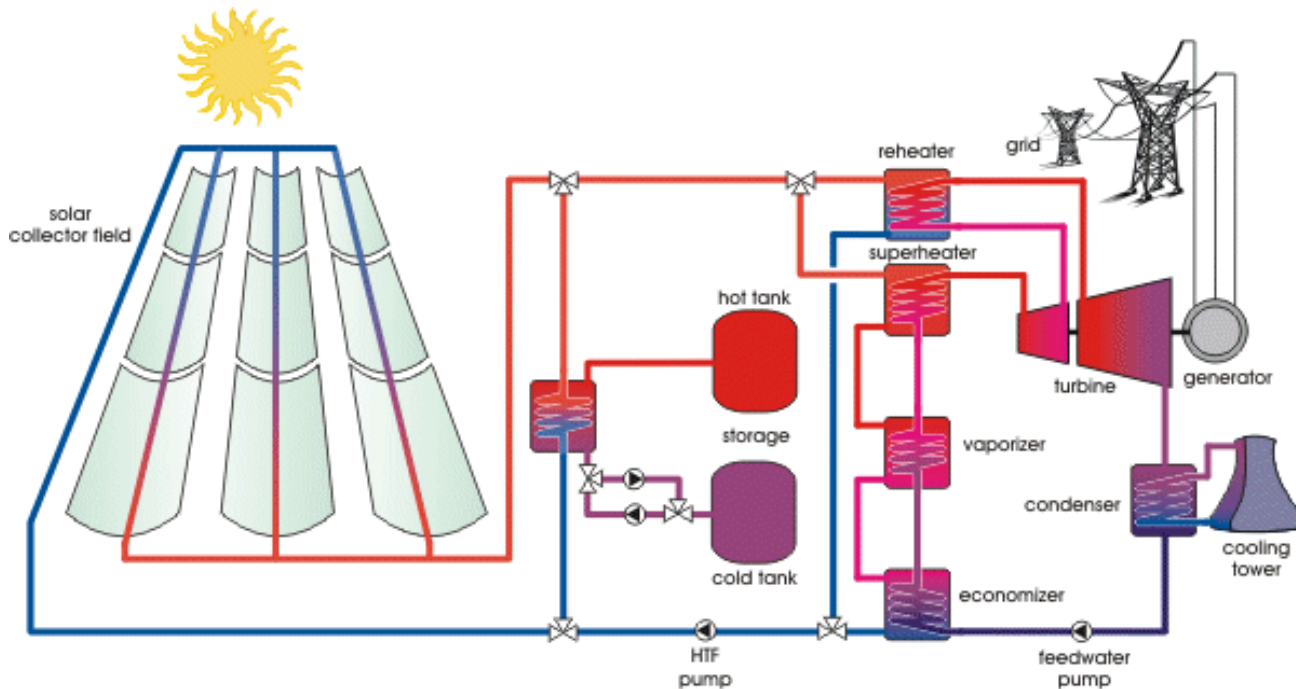 solar
collector field
reheater
grid
superheater
hot tank
storage
cold tank
turbine
generator
vaporizer
condenser
cooling
tower
economizer
HTF
pump
feedwater
pump